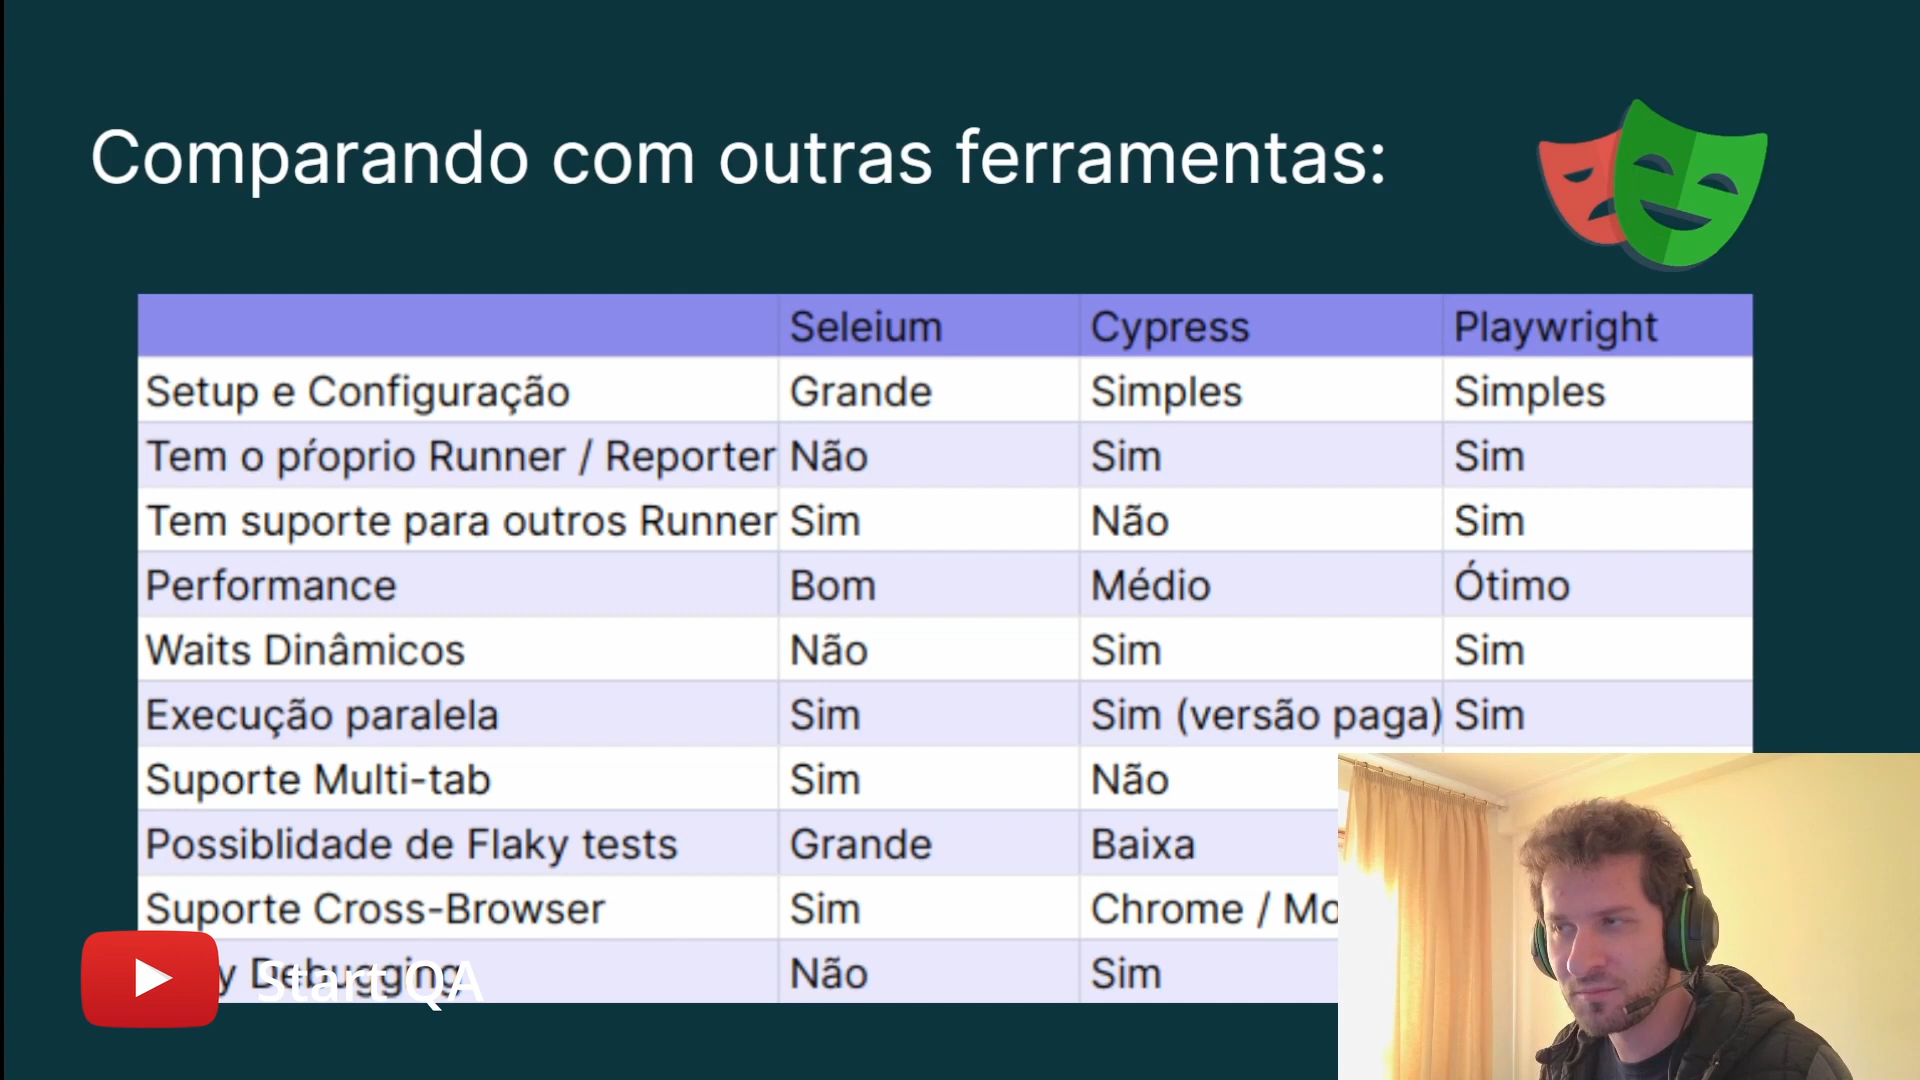 Comparando com outras ferramentas:
Seleium Cypress Playwright
Setup e Configuração Grande Simples Simples
Tem o pŕoprio Runner / Reporter Não Sim Sim
Tem suporte para outros Runner Sim Não Sim
Performance Bom Médio Ótimo
Waits Dinâmicos Não Sim Sim
Execução paralela Sim Sim (versão paga) Sim
Suporte Multi-tab Sim Não
Possiblidade de Flaky tests Grande Baixa
Suporte Cross-Browser Sim Chrome /
Debugging Não Sim
Start QA